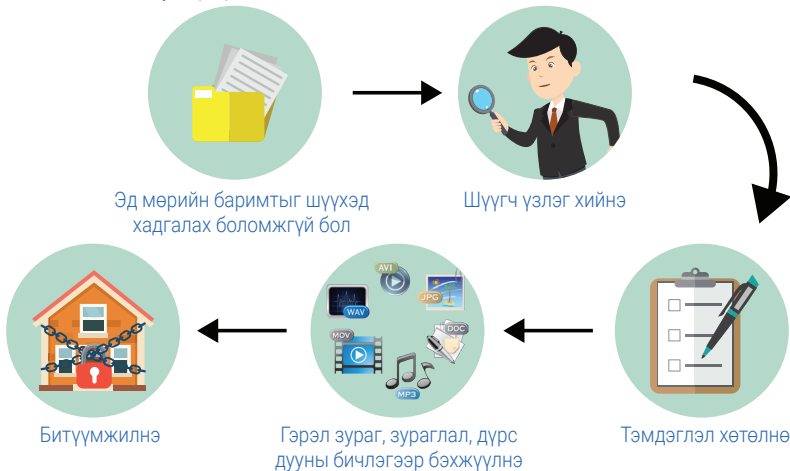 Эд мөрийн баримтыг шүүхэд
хадгалах боломжгүй бол
Шүүгч үзлэг хийнэ
Тэмдэглэл хөтөлнө
AVI
JPG
WAV
DOC
MOV
MP3
Гэрэл зураг, зураглал, дүрс
дууны бичлэгээр бэхжүүлнэ
Битүүмжилнэ